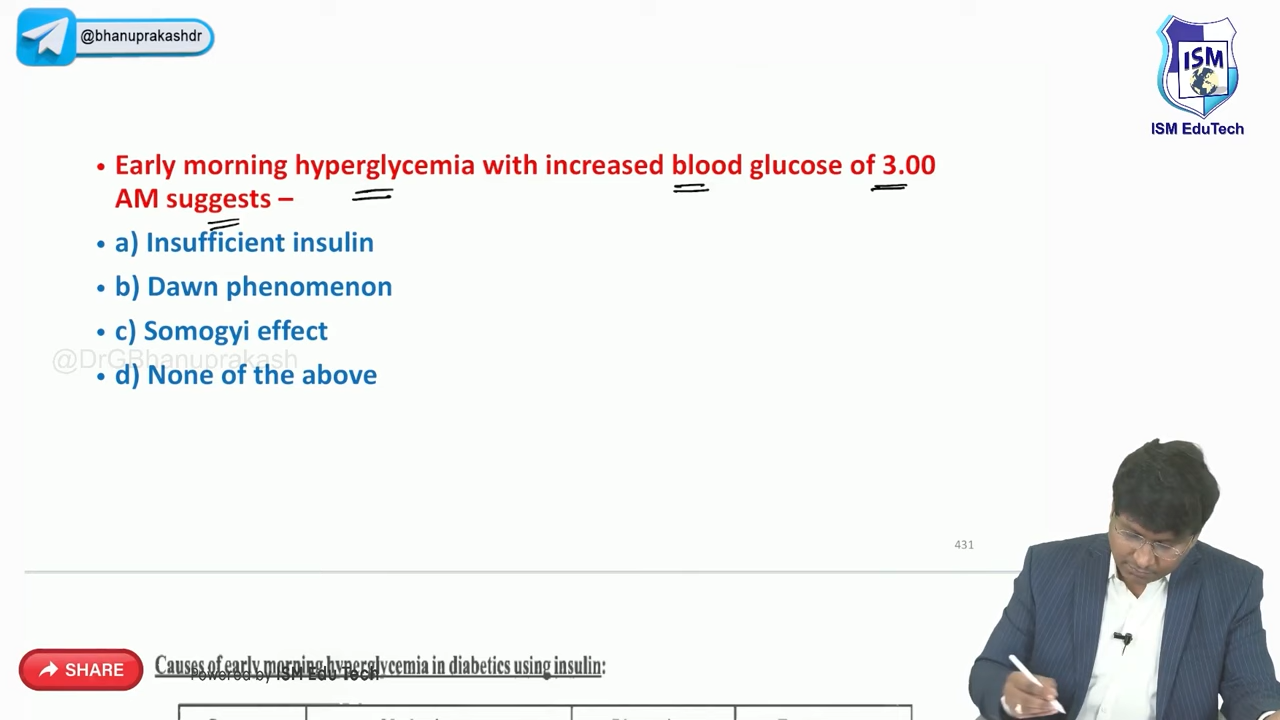 @bhanuprakashdr
ISM
ISM EduTech
• Early morning hyperglycemia with increased blood glucose of 3.00
AM suggests –
• a) Insufficient insulin
• b) Dawn phenomenon
• c) Somogyi effect
@DrGBhanuprakash
• d) None of the above
431
SHARE
Causes of early morning hyperglycemia in diabetics using insulin:
Powered by ISM EduTech